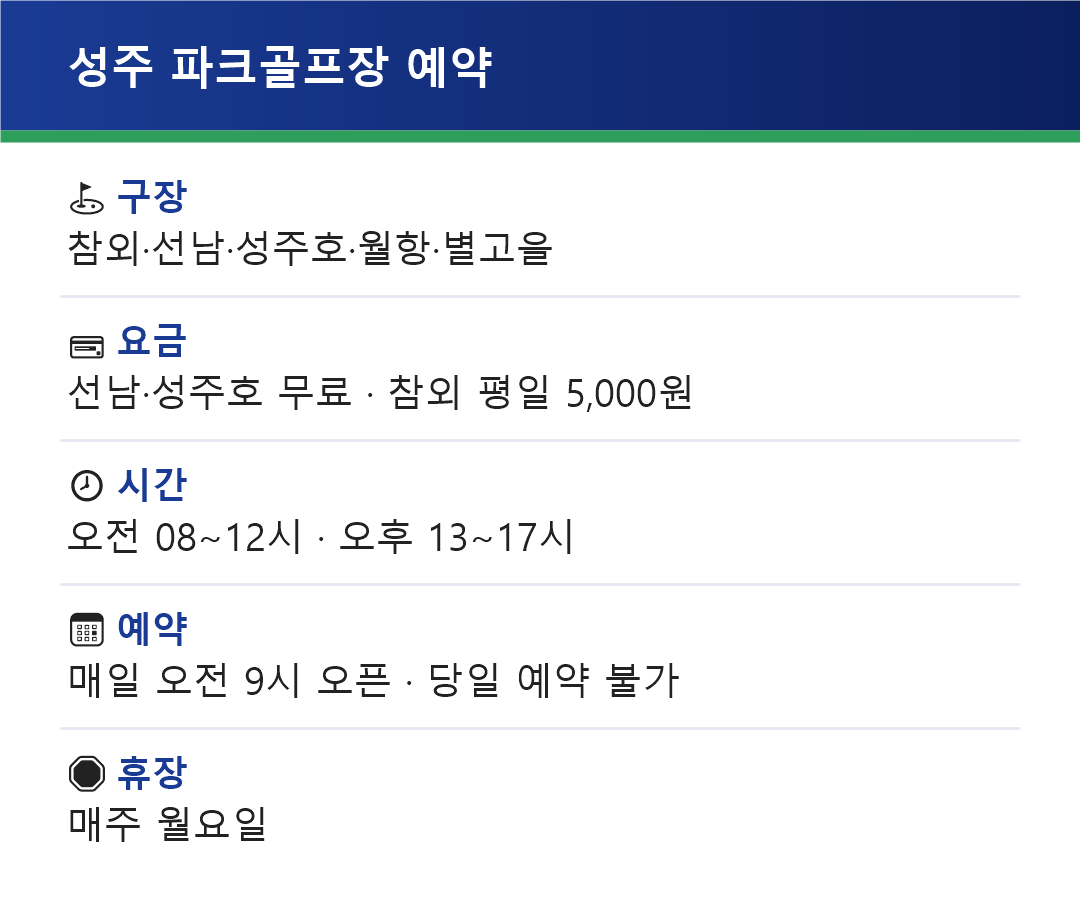 성주 파크골프장 예약
구장
참외·선남·성주호·월항·별고을
요금
선남·성주호 무료 · 참외 평일 5,000원
시간
오전 08~12시 · 오후 13~17시
예약
매일 오전 9시 오픈 · 당일 예약 불가
휴장
매주 월요일